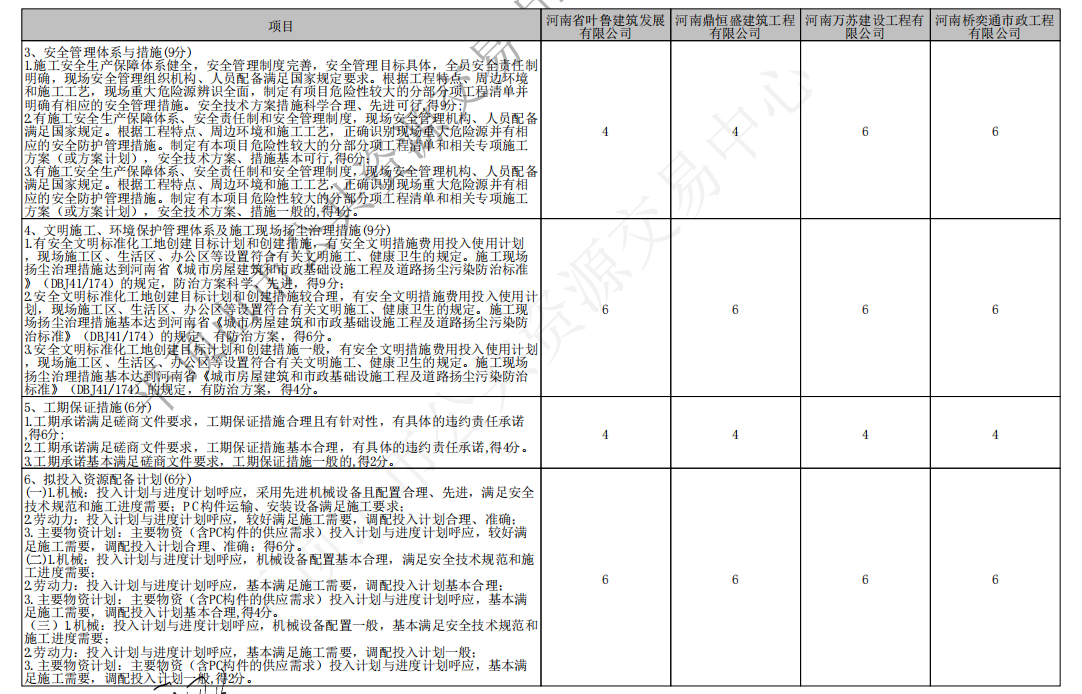 项目 河南省叶鲁建筑发展有限公司 河南鼎恒盛建筑工程有限公司 河南万苏建设工程有限公司 河南桥奕通市政工程有限公司
3、安全管理体系与措施(9分)
1.施工安全生产保障体系健全，安全管理制度完善，安全管理目标具体，全员安全责任制
明确，现场安全管理组织机构、人员配备满足国家规定要求。根据工程特点、周边环境
和施工工艺，现场重大危险源辨识全面，制定有项目危险性较大的分部分项工程清单并
明确有相应的安全管理措施。安全技术方案措施科学合理、先进可行,得9分;
2.有施工安全生产保障体系、安全责任制和安全管理制度，现场安全管理机构、人员配备
满足国家规定。根据工程特点、周边环境和施工工艺，正确识别现场重大危险源并有相
应的安全防护管理措施。制定有本项目危险性较大的分部分项工程清单和相关专项施工
方案（或方案计划），安全技术方案、措施基本可行,得6分;
3.有施工安全生产保障体系、安全责任制和安全管理制度，现场安全管理机构、人员配备
满足国家规定。根据工程特点、周边环境和施工工艺，正确识别现场重大危险源并有相
应的安全防护管理措施。制定有本项目危险性较大的分部分项工程清单和相关专项施工
方案（或方案计划），安全技术方案、措施一般的,得4分。
4 4 6 6
4、文明施工、环境保护管理体系及施工现场扬尘治理措施(9分)
1.有安全文明标准化工地创建目标计划和创建措施，有安全文明措施费用投入使用计划
，现场施工区、生活区、办公区等设置符合有关文明施工、健康卫生的规定。施工现场
扬尘治理措施达到河南省《城市房屋建筑和市政基础设施工程及道路扬尘污染防治标准
》（DBJ41/174）的规定，防治方案科学、先进，得9分；
2.安全文明标准化工地创建目标计划和创建措施较合理，有安全文明措施费用投入使用计
划，现场施工区、生活区、办公区等设置符合有关文明施工、健康卫生的规定。施工现
场扬尘治理措施基本达到河南省《城市房屋建筑和市政基础设施工程及道路扬尘污染防
治标准》（DBJ41/174）的规定，有防治方案，得6分。
3.安全文明标准化工地创建目标计划和创建措施一般，有安全文明措施费用投入使用计划
，现场施工区、生活区、办公区等设置符合有关文明施工、健康卫生的规定。施工现场
扬尘治理措施基本达到河南省《城市房屋建筑和市政基础设施工程及道路扬尘污染防治
标准》（DBJ41/174）的规定，有防治方案，得4分。
6 6 6 6
5、工期保证措施(6分)
1.工期承诺满足磋商文件要求，工期保证措施合理且有针对性，有具体的违约责任承诺
,得6分;
2.工期承诺满足磋商文件要求，工期保证措施基本合理，有具体的违约责任承诺,得4分。
3.工期承诺基本满足磋商文件要求，工期保证措施一般的,得2分。
4 4 4 4
6、拟投入资源配备计划(6分)
(一)1.机械：投入计划与进度计划呼应，采用先进机械设备且配置合理、先进，满足安全
技术规范和施工进度需要；PC构件运输、安装设备满足施工要求；
2.劳动力：投入计划与进度计划呼应，较好满足施工需要，调配投入计划合理、准确；
3.主要物资计划：主要物资（含PC构件的供应需求）投入计划与进度计划呼应，较好满
足施工需要，调配投入计划合理、准确；得6分。
(二)1.机械：投入计划与进度计划呼应，机械设备配置基本合理，满足安全技术规范和施
工进度需要；
2.劳动力：投入计划与进度计划呼应，基本满足施工需要，调配投入计划基本合理；
3.主要物资计划：主要物资（含PC构件的供应需求）投入计划与进度计划呼应，基本满
足施工需要，调配投入计划基本合理,得4分。
（三）1.机械：投入计划与进度计划呼应，机械设备配置一般，基本满足安全技术规范和
施工进度需要；
2.劳动力：投入计划与进度计划呼应，基本满足施工需要，调配投入计划一般；
3.主要物资计划：主要物资（含PC构件的供应需求）投入计划与进度计划呼应，基本满
足施工需要，调配投入计划一般,得2分。
6 6 6 6